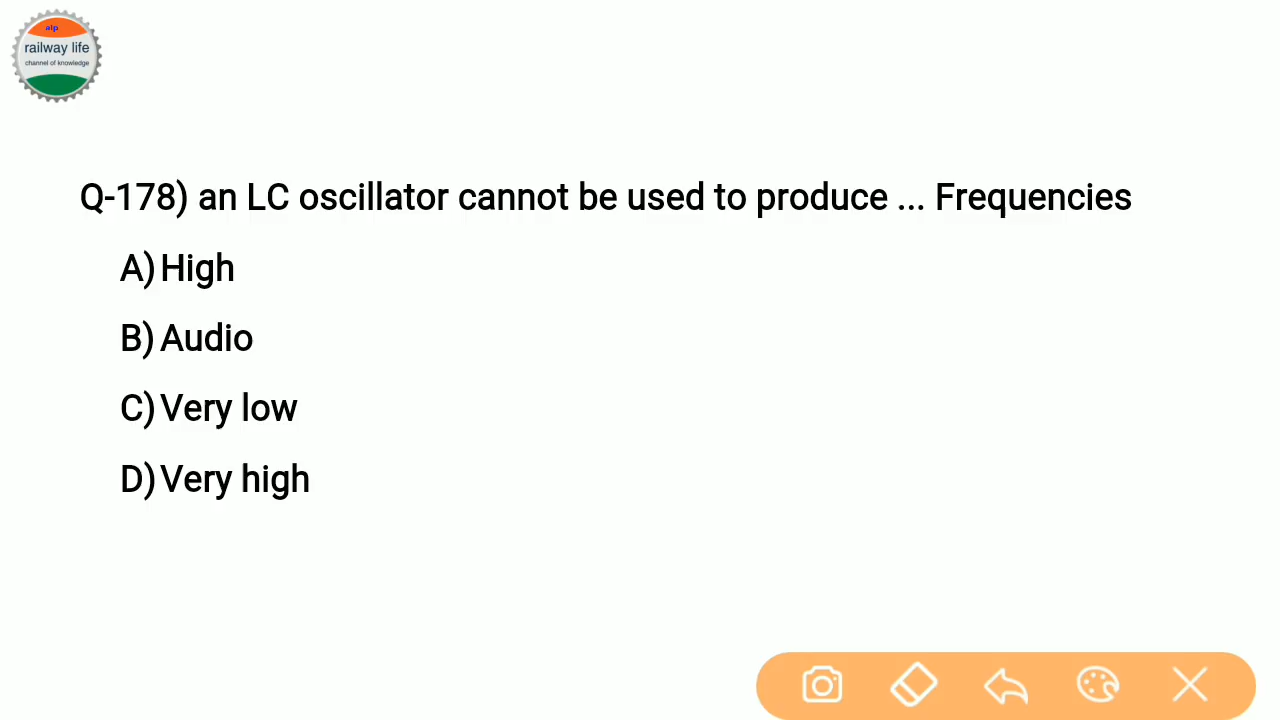 alp
railway life
channel of knowledge
Q-178) an LC oscillator cannot be used to produce ... Frequencies
A) High
B) Audio
C) Very low
D) Very high